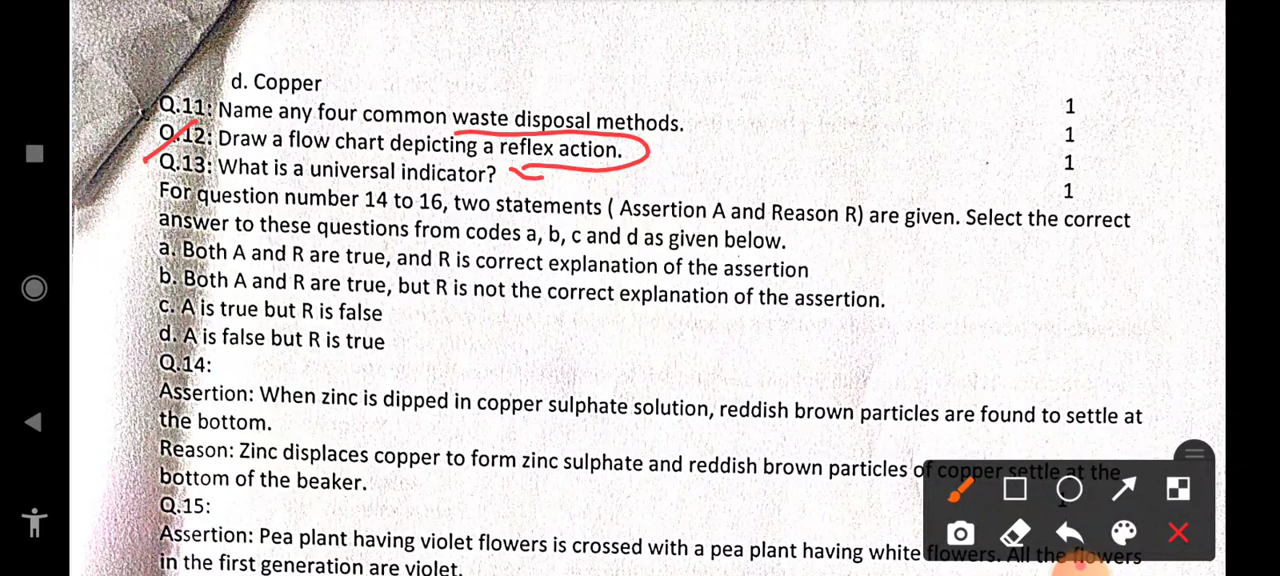 d. Copper
Q.11: Name any four common waste disposal methods. 1
Q.12: Draw a flow chart depicting a reflex action. 1
Q.13: What is a universal indicator? 1
For question number 14 to 16, two statements ( Assertion A and Reason R) are given. Select the correct 1
answer to these questions from codes a, b, c and d as given below.
a. Both A and R are true, and R is correct explanation of the assertion
b. Both A and R are true, but R is not the correct explanation of the assertion.
c. A is true but R is false
d. A is false but R is true
Q.14:
Assertion: When zinc is dipped in copper sulphate solution, reddish brown particles are found to settle at
the bottom.
Reason: Zinc displaces copper to form zinc sulphate and reddish brown particles of copper settle at the
bottom of the beaker.
Q.15:
Assertion: Pea plant having violet flowers is crossed with a pea plant having white flowers. All the flowers
in the first generation are violet.